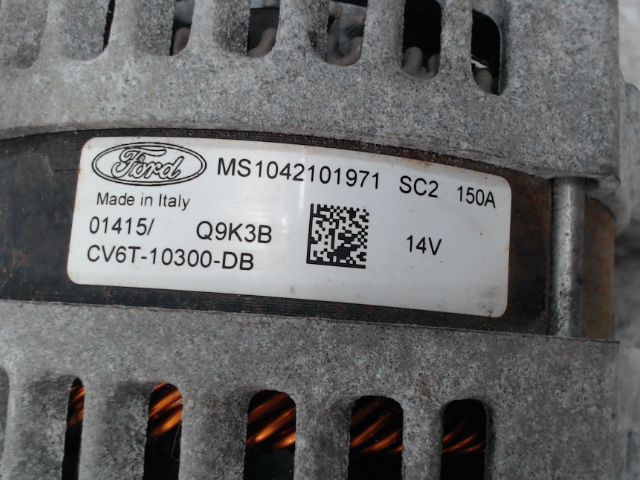 Ford MS1042101971 SC2 150A
Made in Italy
01415/ Q9K3B 14V
CV6T-10300-DB